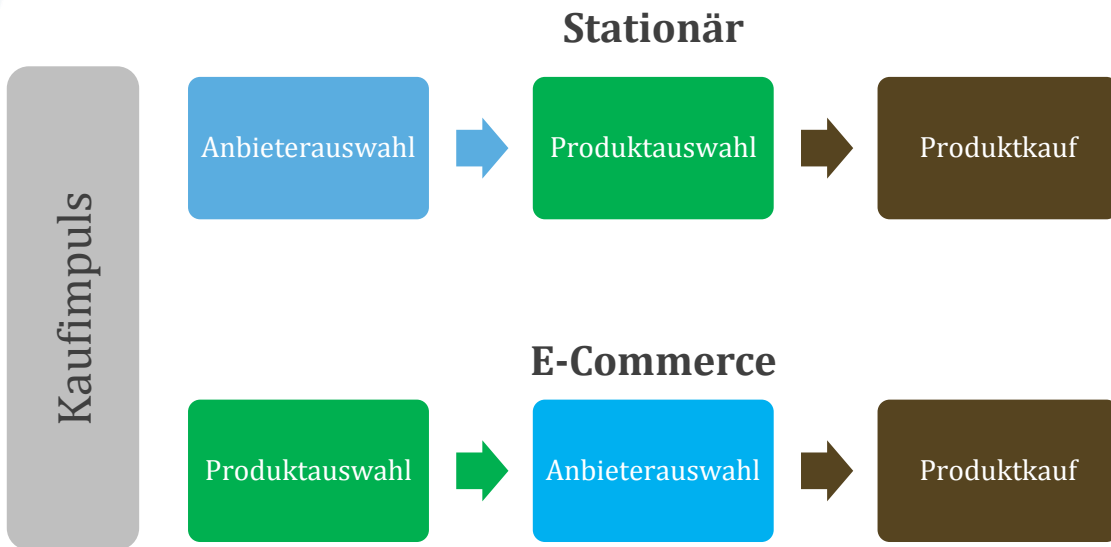 Stationär
Kaufimpuls
Anbieterauswahl
Produktauswahl
Produktkauf
E-Commerce
Produktauswahl
Anbieterauswahl
Produktkauf